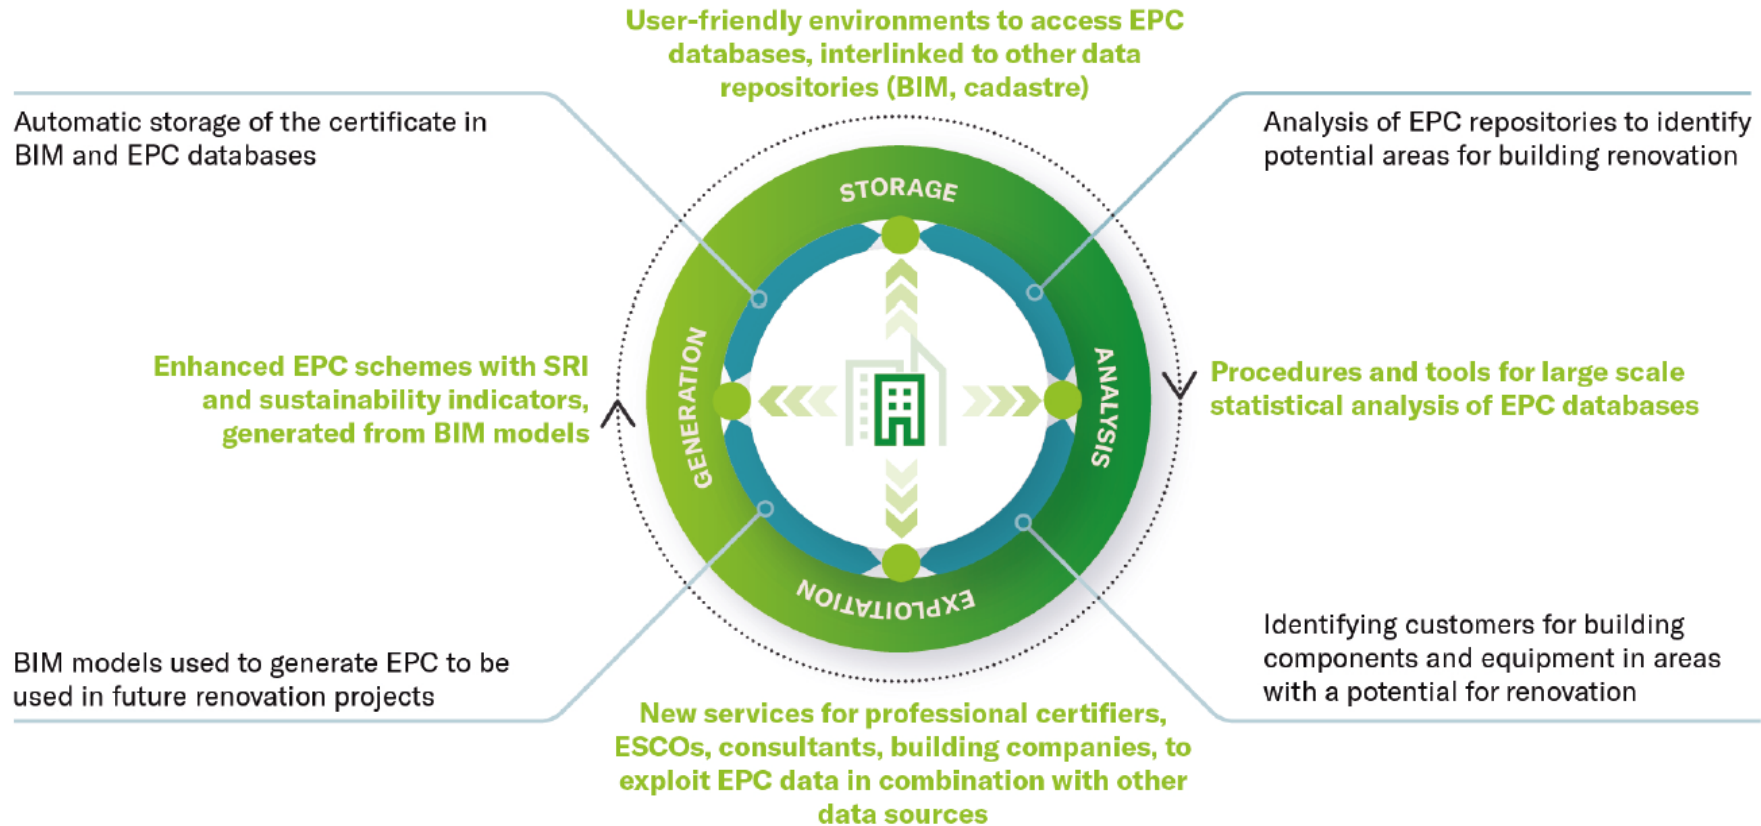 User-friendly environments to access EPC
databases, interlinked to other data
repositories (BIM, cadastre)
Automatic storage of the certificate in
BIM and EPC databases
Analysis of EPC repositories to identify
potential areas for building renovation
STORAGE
GENERATION
ANALYSIS
EXPLOITATION
Enhanced EPC schemes with SRI
and sustainability indicators,
generated from BIM models
Procedures and tools for large scale
statistical analysis of EPC databases
BIM models used to generate EPC to be
used in future renovation projects
Identifying customers for building
components and equipment in areas
with a potential for renovation
New services for professional certifiers,
ESCOs, consultants, building companies, to
exploit EPC data in combination with other
data sources